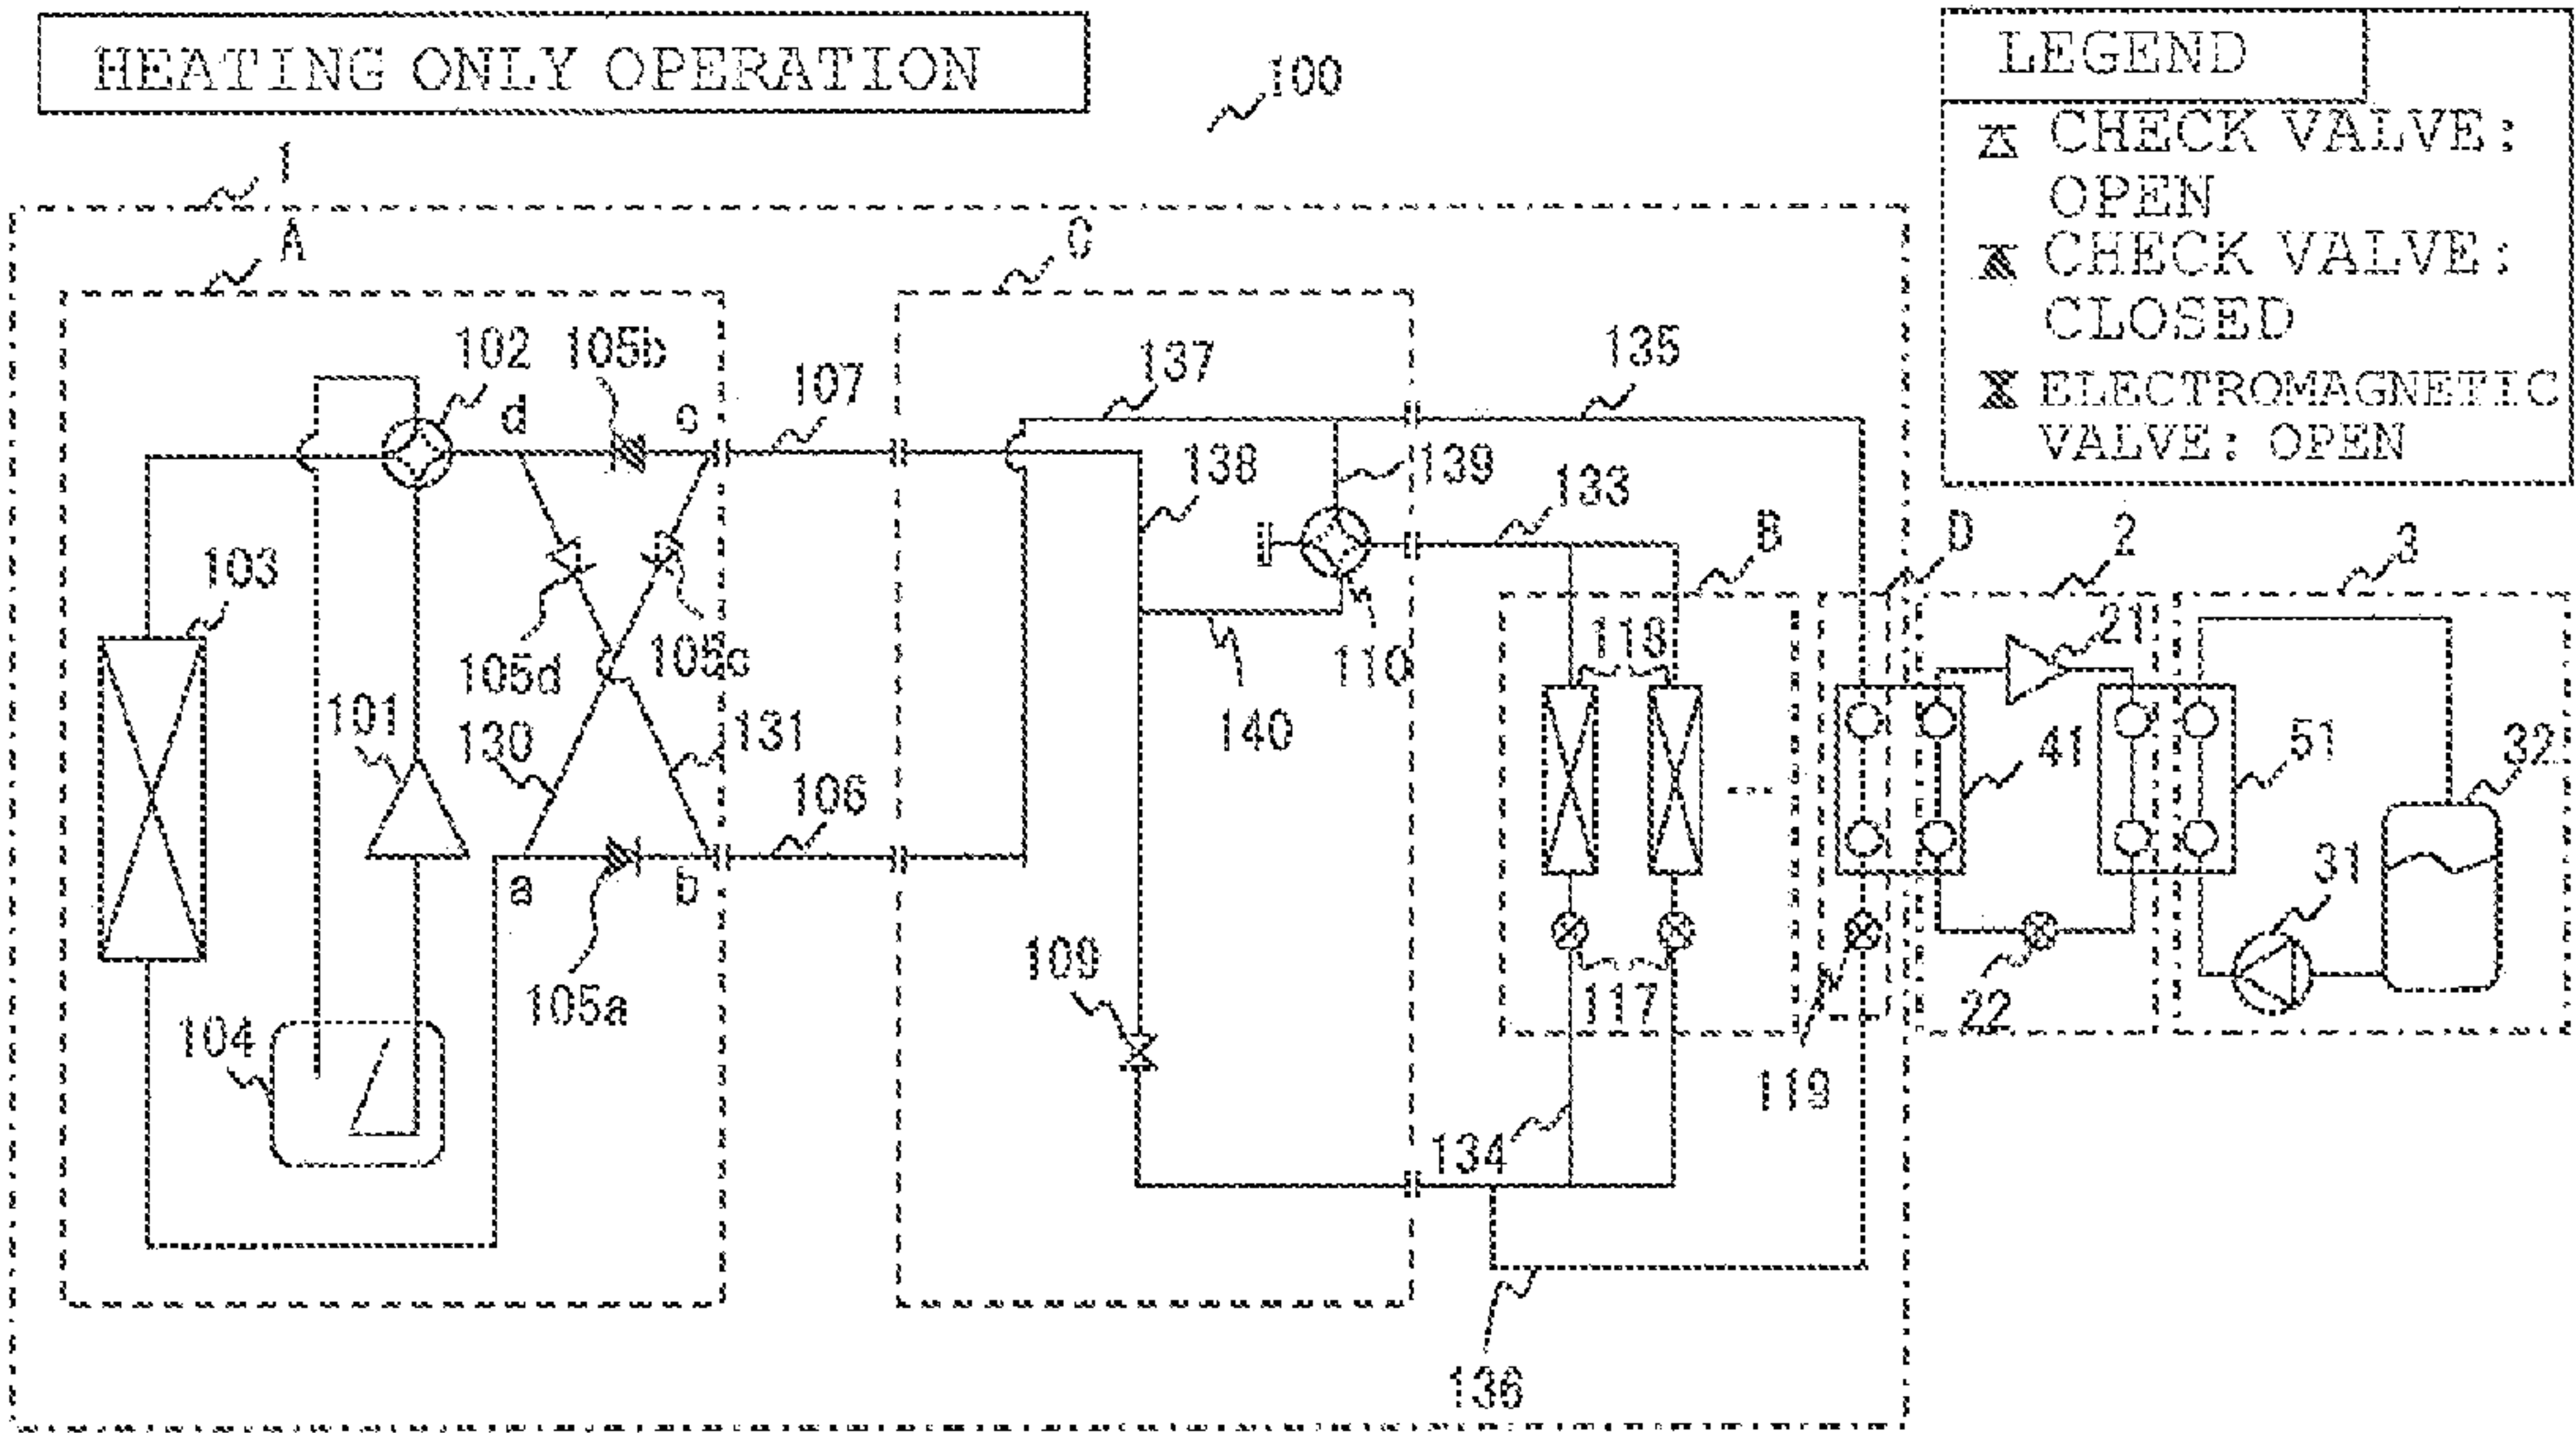 HEATING ONLY OPERATION
100
LEGEND
CHECK VALVE:
OPEN
CHECK VALVE:
CLOSED
ELECTROMAGNETIC
VALVE: OPEN
1
A
C
102
105b
107
137
135
d
c
138
139
133
B
D
2
3
103
105d
105c
110
118
21
101
130
131
140
41
51
32
106
a
b
31
105a
109
117
22
104
119
134
136